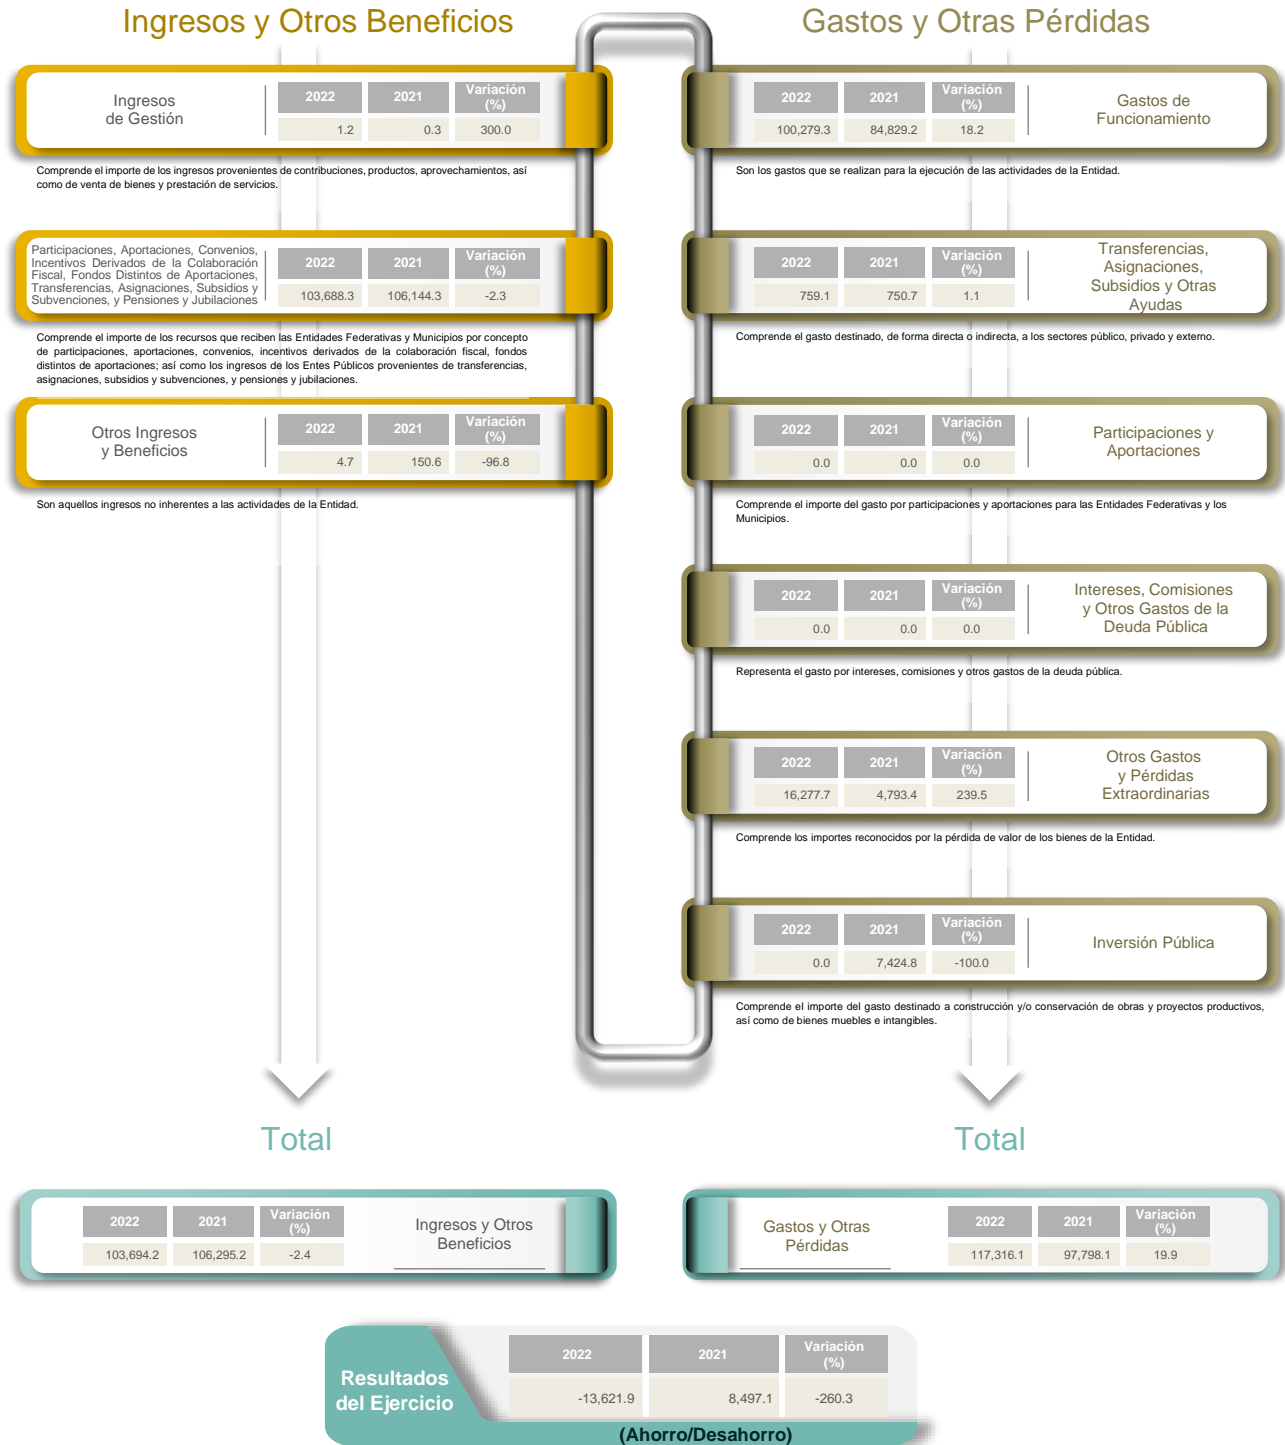 Ingresos y Otros Beneficios
Ingresos
de Gestión
2022 2021 Variación (%)
1.2 0.3 300.0
Comprende el importe de los ingresos provenientes de contribuciones, productos, aprovechamientos, así
como de venta de bienes y prestación de servicios.
Participaciones, Aportaciones, Convenios,
Incentivos Derivados de la Colaboración
Fiscal, Fondos Distintos de Aportaciones,
Transferencias, Asignaciones, Subsidios y
Subvenciones, y Pensiones y Jubilaciones
2022 2021 Variación (%)
103,688.3 106,144.3 -2.3
Comprende el importe de los recursos que reciben las Entidades Federativas y Municipios por concepto
de participaciones, aportaciones, convenios, incentivos derivados de la colaboración fiscal, fondos
distintos de aportaciones; así como los ingresos de los Entes Públicos provenientes de transferencias,
asignaciones, subsidios y subvenciones, y pensiones y jubilaciones.
Otros Ingresos
y Beneficios
2022 2021 Variación (%)
4.7 150.6 -96.8
Son aquellos ingresos no inherentes a las actividades de la Entidad.
Gastos y Otras Pérdidas
2022 2021 Variación (%)
100,279.3 84,829.2 18.2
Gastos de
Funcionamiento
Son los gastos que se realizan para la ejecución de las actividades de la Entidad.
2022 2021 Variación (%)
759.1 750.7 1.1
Transferencias,
Asignaciones,
Subsidios y Otras
Ayudas
Comprende el gasto destinado, de forma directa o indirecta, a los sectores público, privado y externo.
2022 2021 Variación (%)
0.0 0.0 0.0
Participaciones y
Aportaciones
Comprende el importe del gasto por participaciones y aportaciones para las Entidades Federativas y los
Municipios.
2022 2021 Variación (%)
0.0 0.0 0.0
Intereses, Comisiones
y Otros Gastos de la
Deuda Pública
Representa el gasto por intereses, comisiones y otros gastos de la deuda pública.
2022 2021 Variación (%)
16,277.7 4,793.4 239.5
Otros Gastos
y Pérdidas
Extraordinarias
Comprende los importes reconocidos por la pérdida de valor de los bienes de la Entidad.
2022 2021 Variación (%)
0.0 7,424.8 -100.0
Inversión Pública
Comprende el importe del gasto destinado a construcción y/o conservación de obras y proyectos productivos,
así como de bienes muebles e intangibles.
Total
2022 2021 Variación (%)
103,694.2 106,295.2 -2.4
Ingresos y Otros
Beneficios
Total
Gastos y Otras
Pérdidas
2022 2021 Variación (%)
117,316.1 97,798.1 19.9
Resultados
del Ejercicio
2022 2021 Variación (%)
-13,621.9 8,497.1 -260.3
(Ahorro/Desahorro)